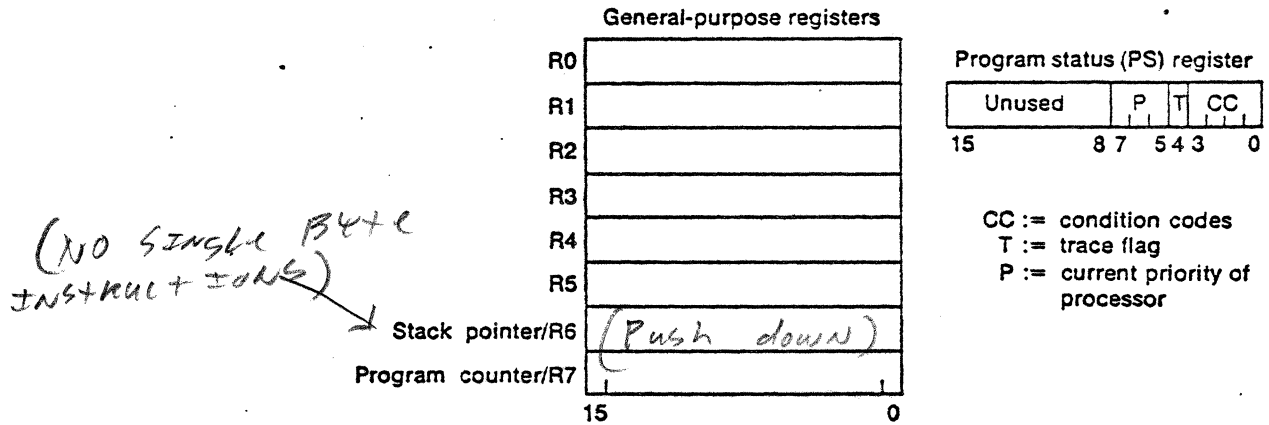 General-purpose registers
R0
R1
R2
R3
R4
R5
Stack pointer/R6
Program counter/R7
15 0
(NO SINGLE BYte
INStRUCtIONS)
(Push down)
Program status (PS) register
Unused P T CC
15 8 7 5 4 3 0
CC := condition codes
T := trace flag
P := current priority of
processor